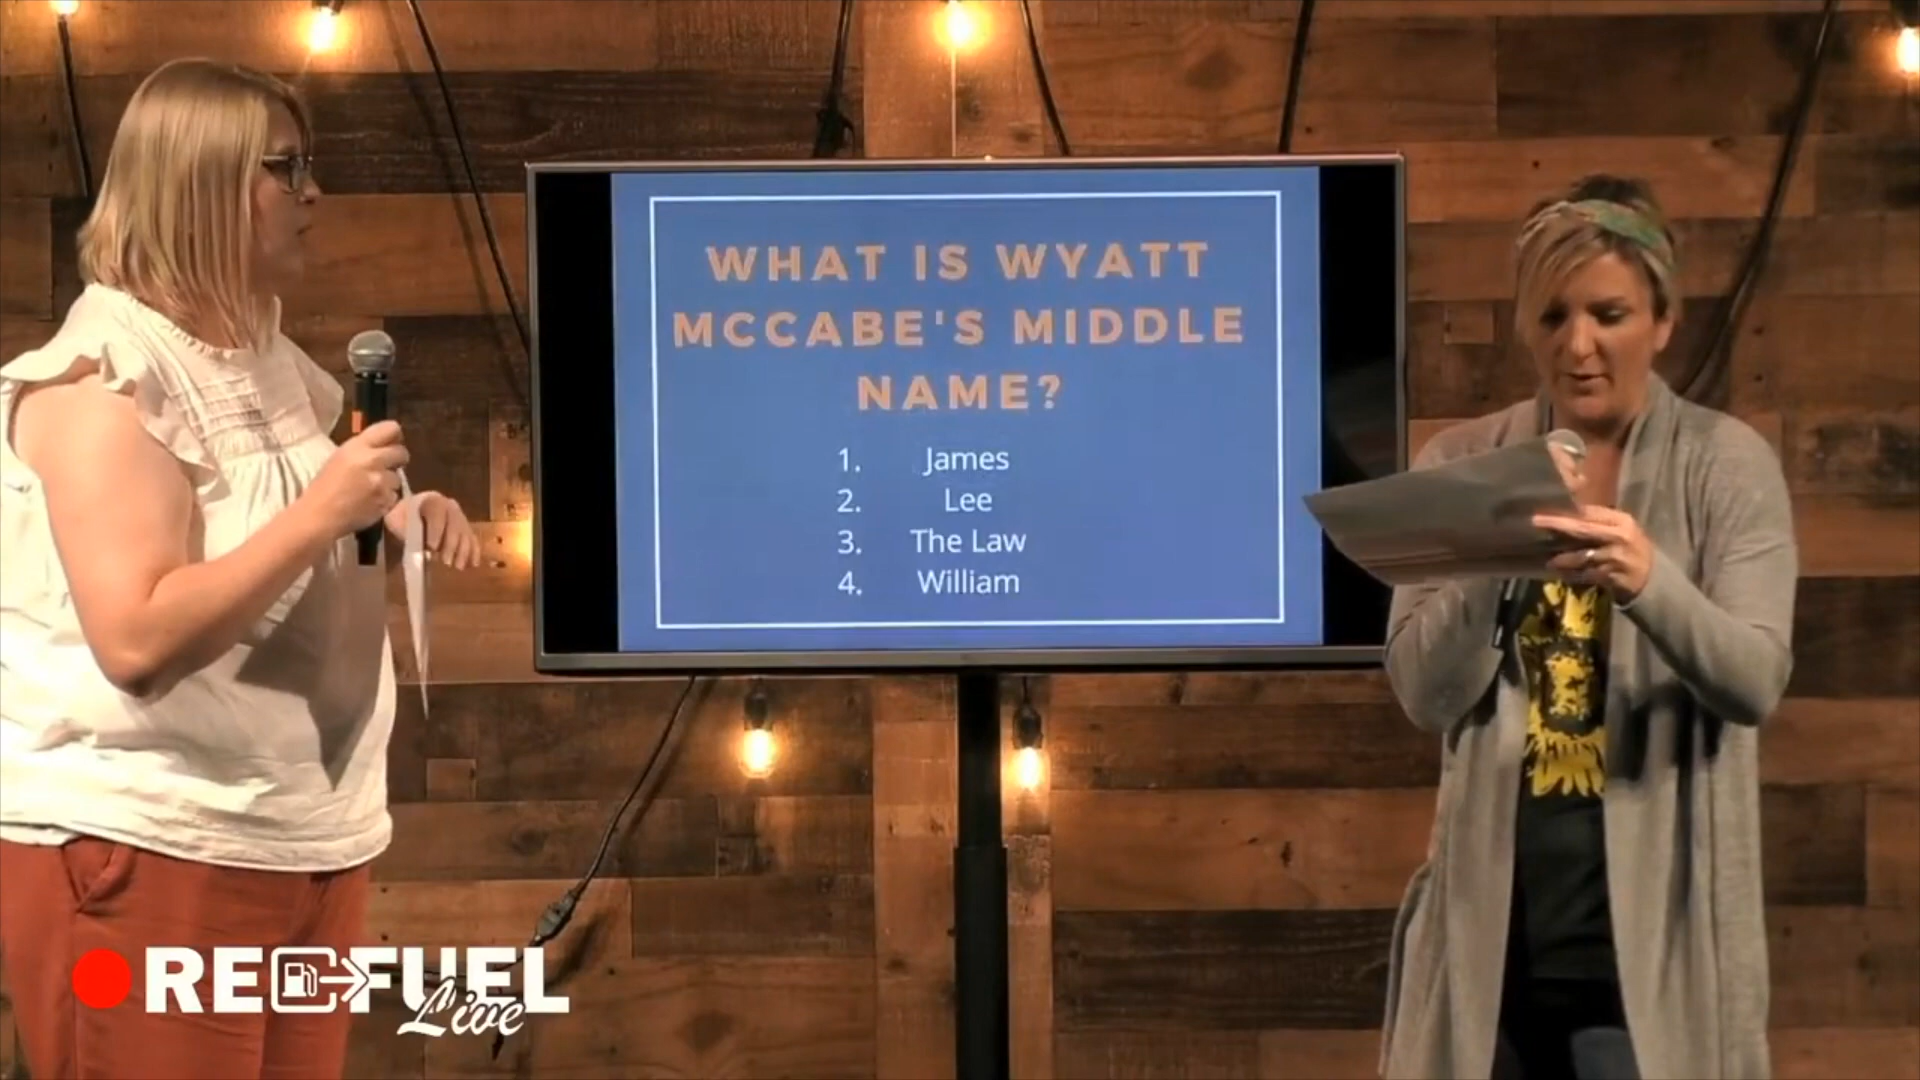 WHAT IS WYATT
MCCABE'S MIDDLE
NAME?
1. James
2. Lee
3. The Law
4. William
REFUEL
Live